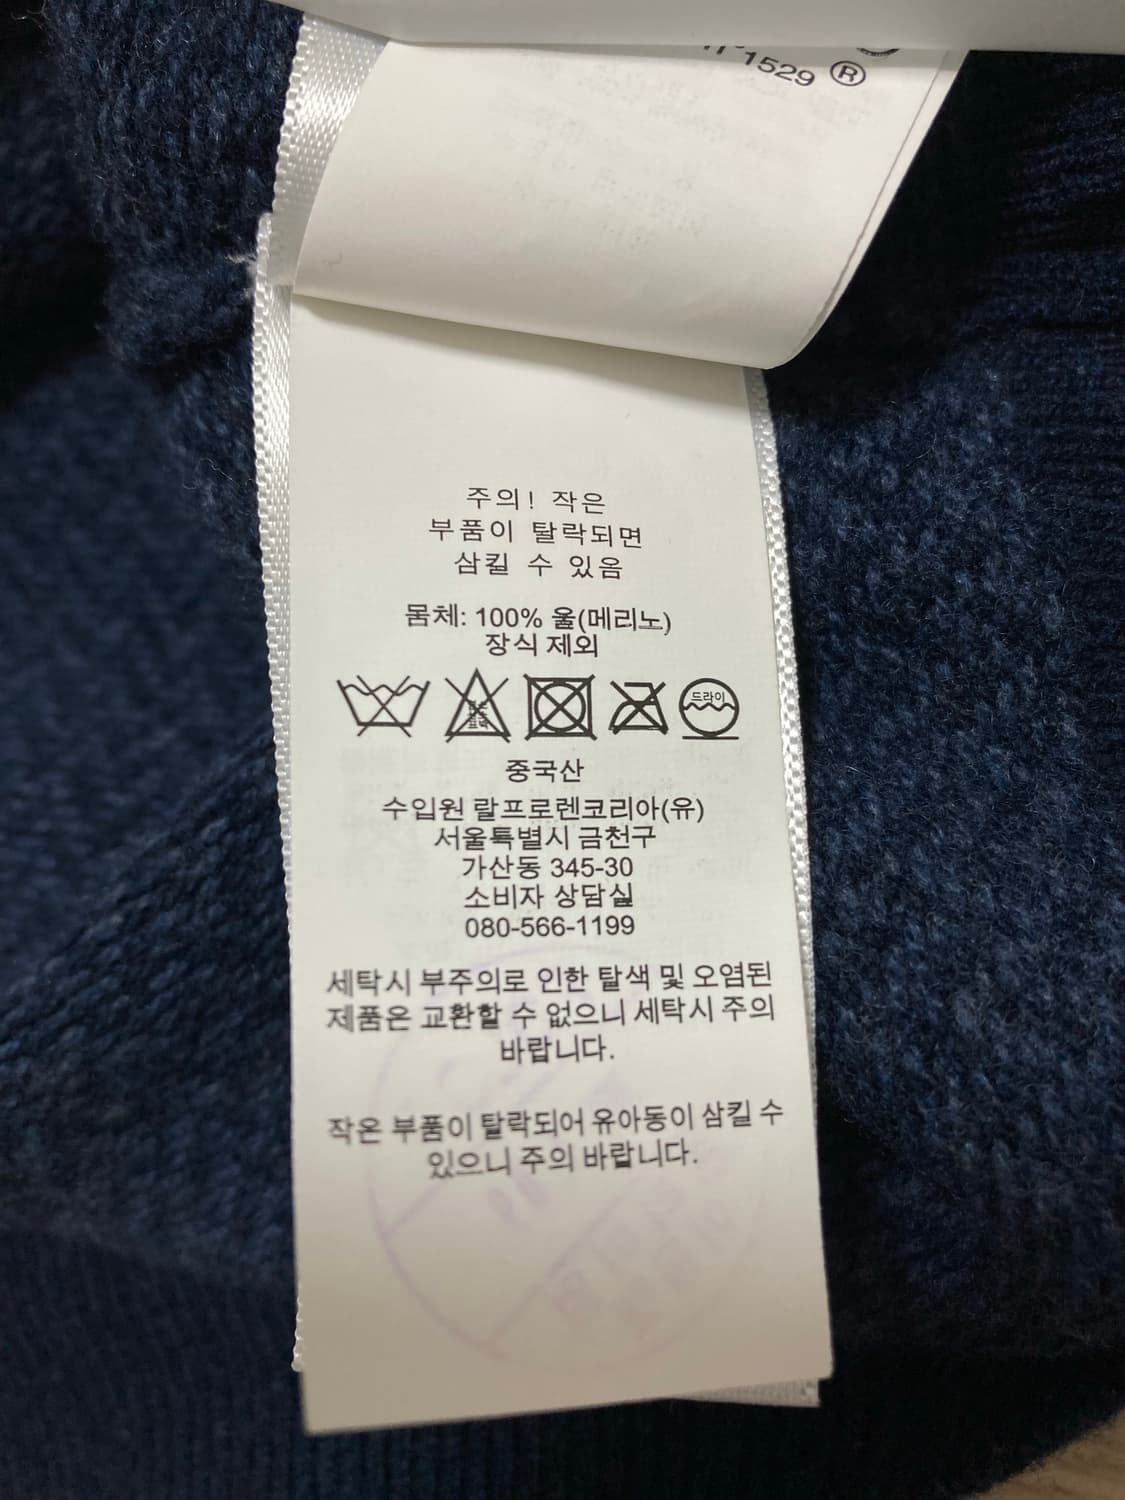 1529 ®
주의! 작은
부품이 탈락되면
삼킬 수 있음
몸체: 100% 울(메리노)
장식 제외
드라이
중국산
수입원 랄프로렌코리아(유)
서울특별시 금천구
가산동 345-30
소비자 상담실
080-566-1199
세탁시 부주의로 인한 탈색 및 오염된
제품은 교환할 수 없으니 세탁시 주의
바랍니다.
작은 부품이 탈락되어 유아동이 삼킬 수
있으니 주의 바랍니다.